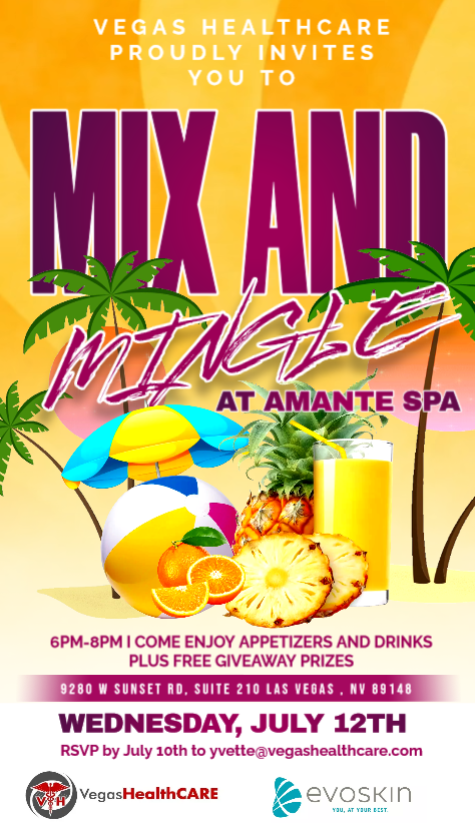 VEGAS HEALTHCARE
PROUDLY INVITES
YOU TO
MIX AND
MINGLE
AT AMANTE SPA
6PM-8PM I COME ENJOY APPETIZERS AND DRINKS
PLUS FREE GIVEAWAY PRIZES
9280 W SUNSET RD, SUITE 210 LAS VEGAS , NV 89148
WEDNESDAY, JULY 12TH
RSVP by July 10th to yvette@vegashealthcare.com
VH VegasHealthCARE
evoskin
YOU, AT YOUR BEST.